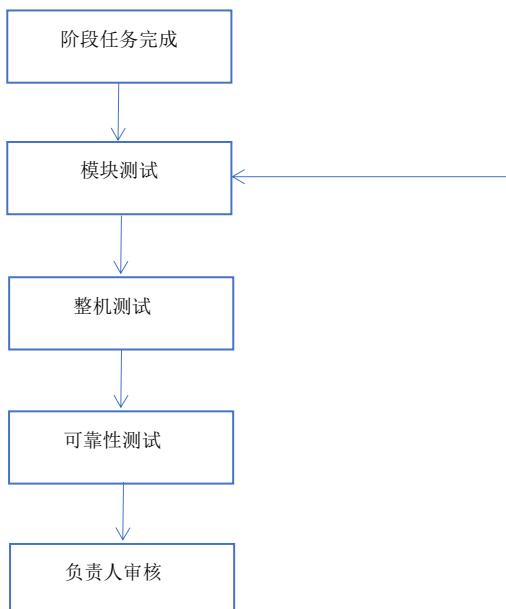 阶段任务完成
模块测试
整机测试
可靠性测试
负责人审核